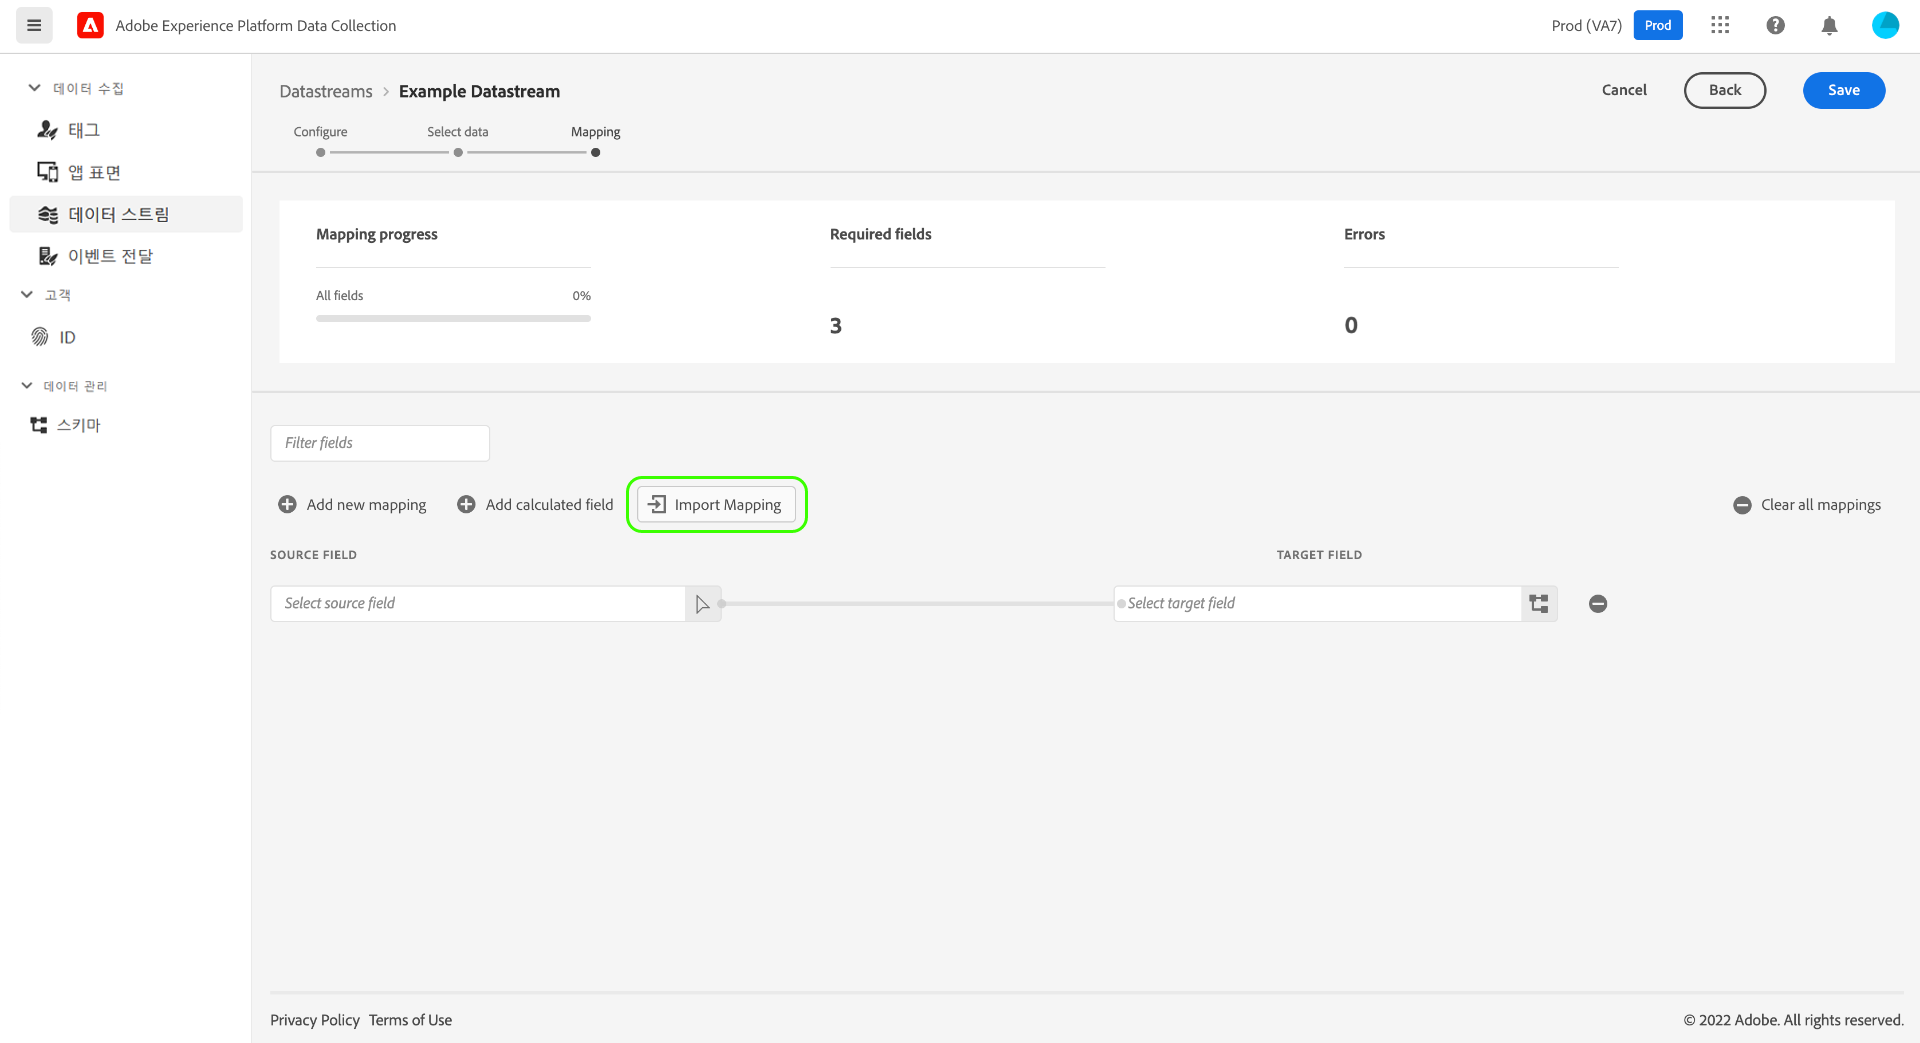 Adobe Experience Platform Data Collection
Prod (VA7) Prod
데이터 수집
태그
앱 표면
데이터 스트림
이벤트 전달
고객
ID
데이터 관리
스키마
Datastreams > Example Datastream
Cancel Back Save
Configure Select data Mapping
Mapping progress Required fields Errors
All fields 0%
3 0
Filter fields
Add new mapping Add calculated field Import Mapping Clear all mappings
SOURCE FIELD TARGET FIELD
Select source field Select target field
Privacy Policy Terms of Use © 2022 Adobe. All rights reserved.